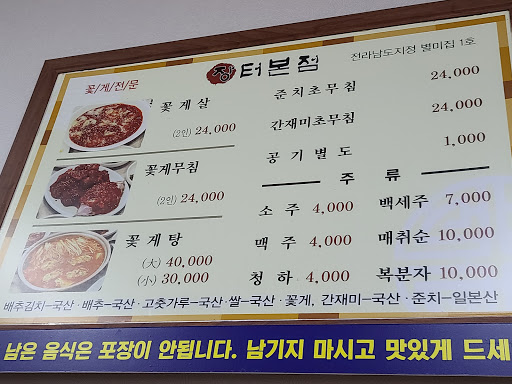 장터본점
전라남도지정 별미집 1호
꽃/게/전/문
꽃게살
(2인) 24,000
꽃게무침
(2인) 24,000
꽃게탕
(大) 40,000
(小) 30,000
준치초무침 24,000
간재미초무침 24,000
공기별도 1,000
주류
소주 4,000 백세주 7,000
맥주 4,000 매취순 10,000
청하 4,000 복분자 10,000
배추김치-국산·배추-국산·고춧가루-국산·쌀-국산·꽃게, 간재미-국산·준치-일본산
남은 음식은 포장이 안됩니다. 남기지 마시고 맛있게 드세